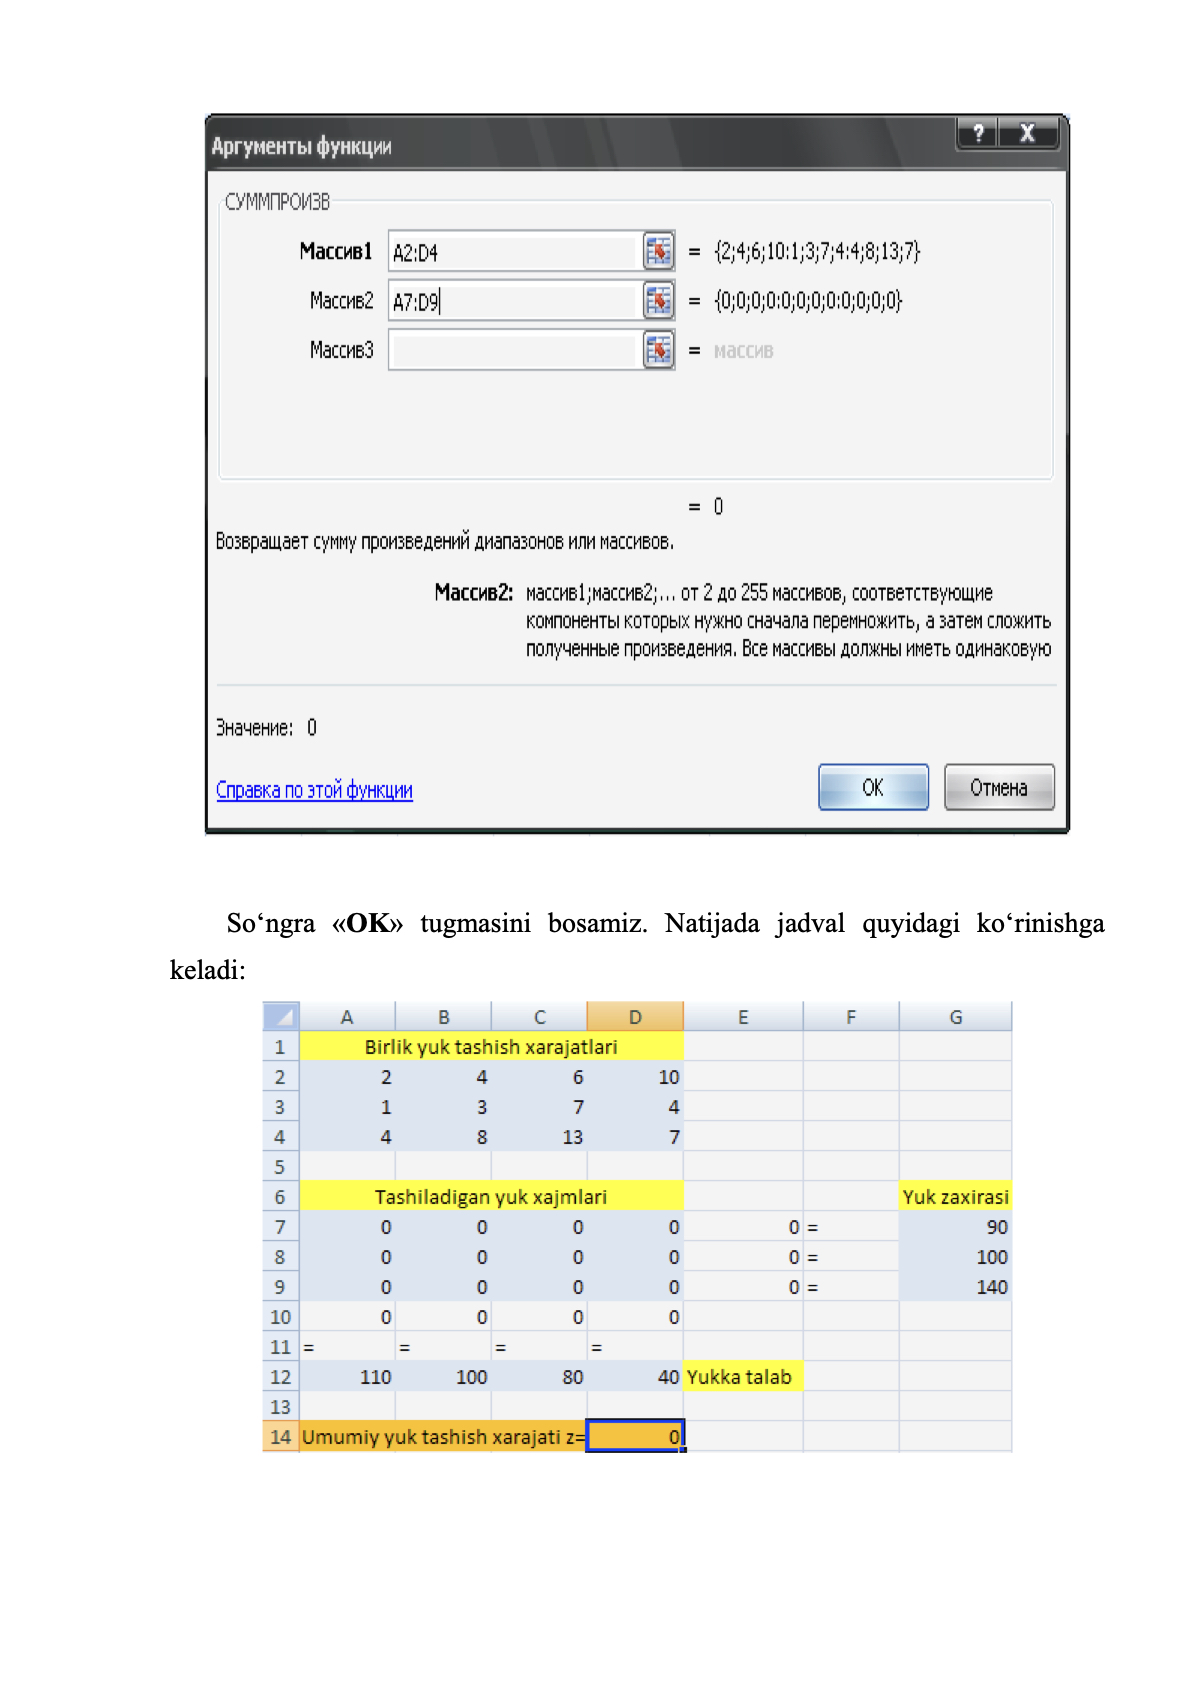 Аргументы функции
? X
СУММПРОИЗВ
Массив1 A2:D4 = {2;4;6;10:1;3;7;4:4;8;13;7}
Массив2 A7:D9 = {0;0;0;0:0;0;0;0:0;0;0;0}
Массив3 = массив
= 0
Возвращает сумму произведений диапазонов или массивов.
Массив2: массив1;массив2;... от 2 до 255 массивов, соответствующие
компоненты которых нужно сначала перемножить, а затем сложить
полученные произведения. Все массивы должны иметь одинаковую
Значение: 0
Справка по этой функции
ОК Отмена
So‘ngra «OK» tugmasini bosamiz. Natijada jadval quyidagi ko‘rinishga
keladi:
A B C D E F G
1 Birlik yuk tashish xarajatlari
2 2 4 6 10
3 1 3 7 4
4 4 8 13 7
5
6 Tashiladigan yuk xajmlari Yuk zaxirasi
7 0 0 0 0 0 = 90
8 0 0 0 0 0 = 100
9 0 0 0 0 0 = 140
10 0 0 0 0
11 = = = =
12 110 100 80 40 Yukka talab
13
14 Umumiy yuk tashish xarajati z= 0